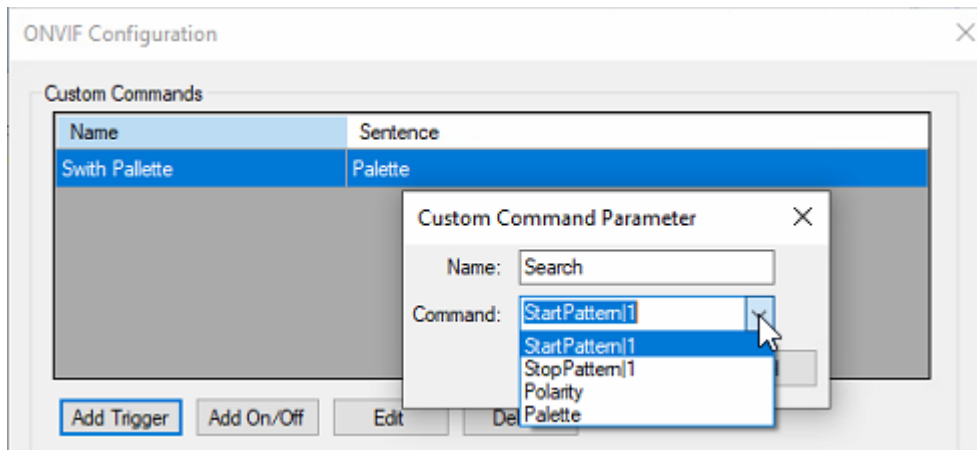 ONVIF Configuration
Custom Commands
Name Sentence
Swith Pallette Palette
Custom Command Parameter
Name: Search
Command: StartPattern|1
StartPattern|1
StopPattern|1
Polarity
Palette
Add Trigger Add On/Off Edit